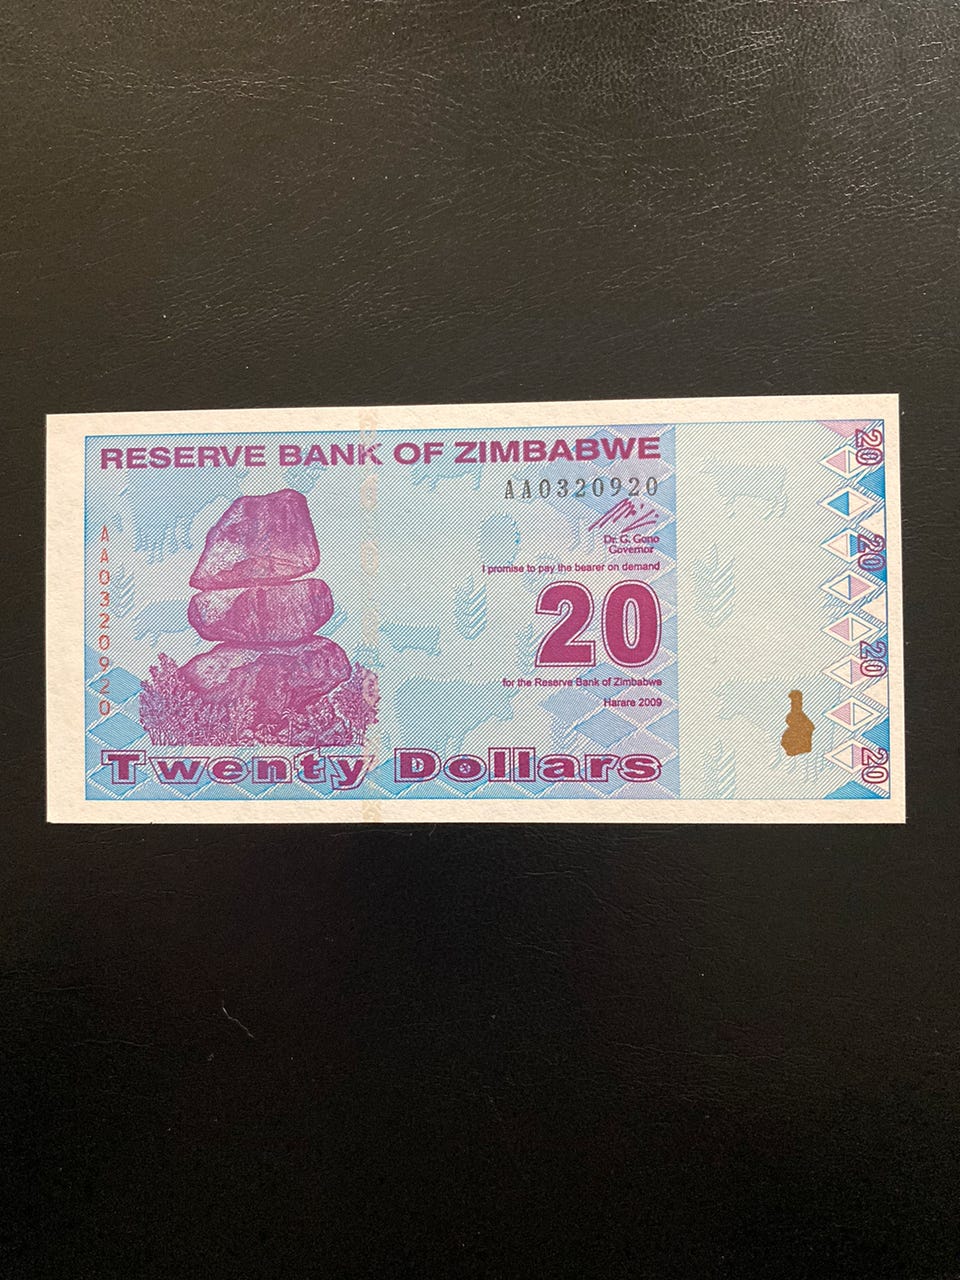 RESERVE BANK OF ZIMBABWE
AA0320920
Dr. G. Gono
Governor
I promise to pay the bearer on demand
20
for the Reserve Bank of Zimbabwe
Harare 2009
Twenty Dollars
AA0320920
20
20
20
20